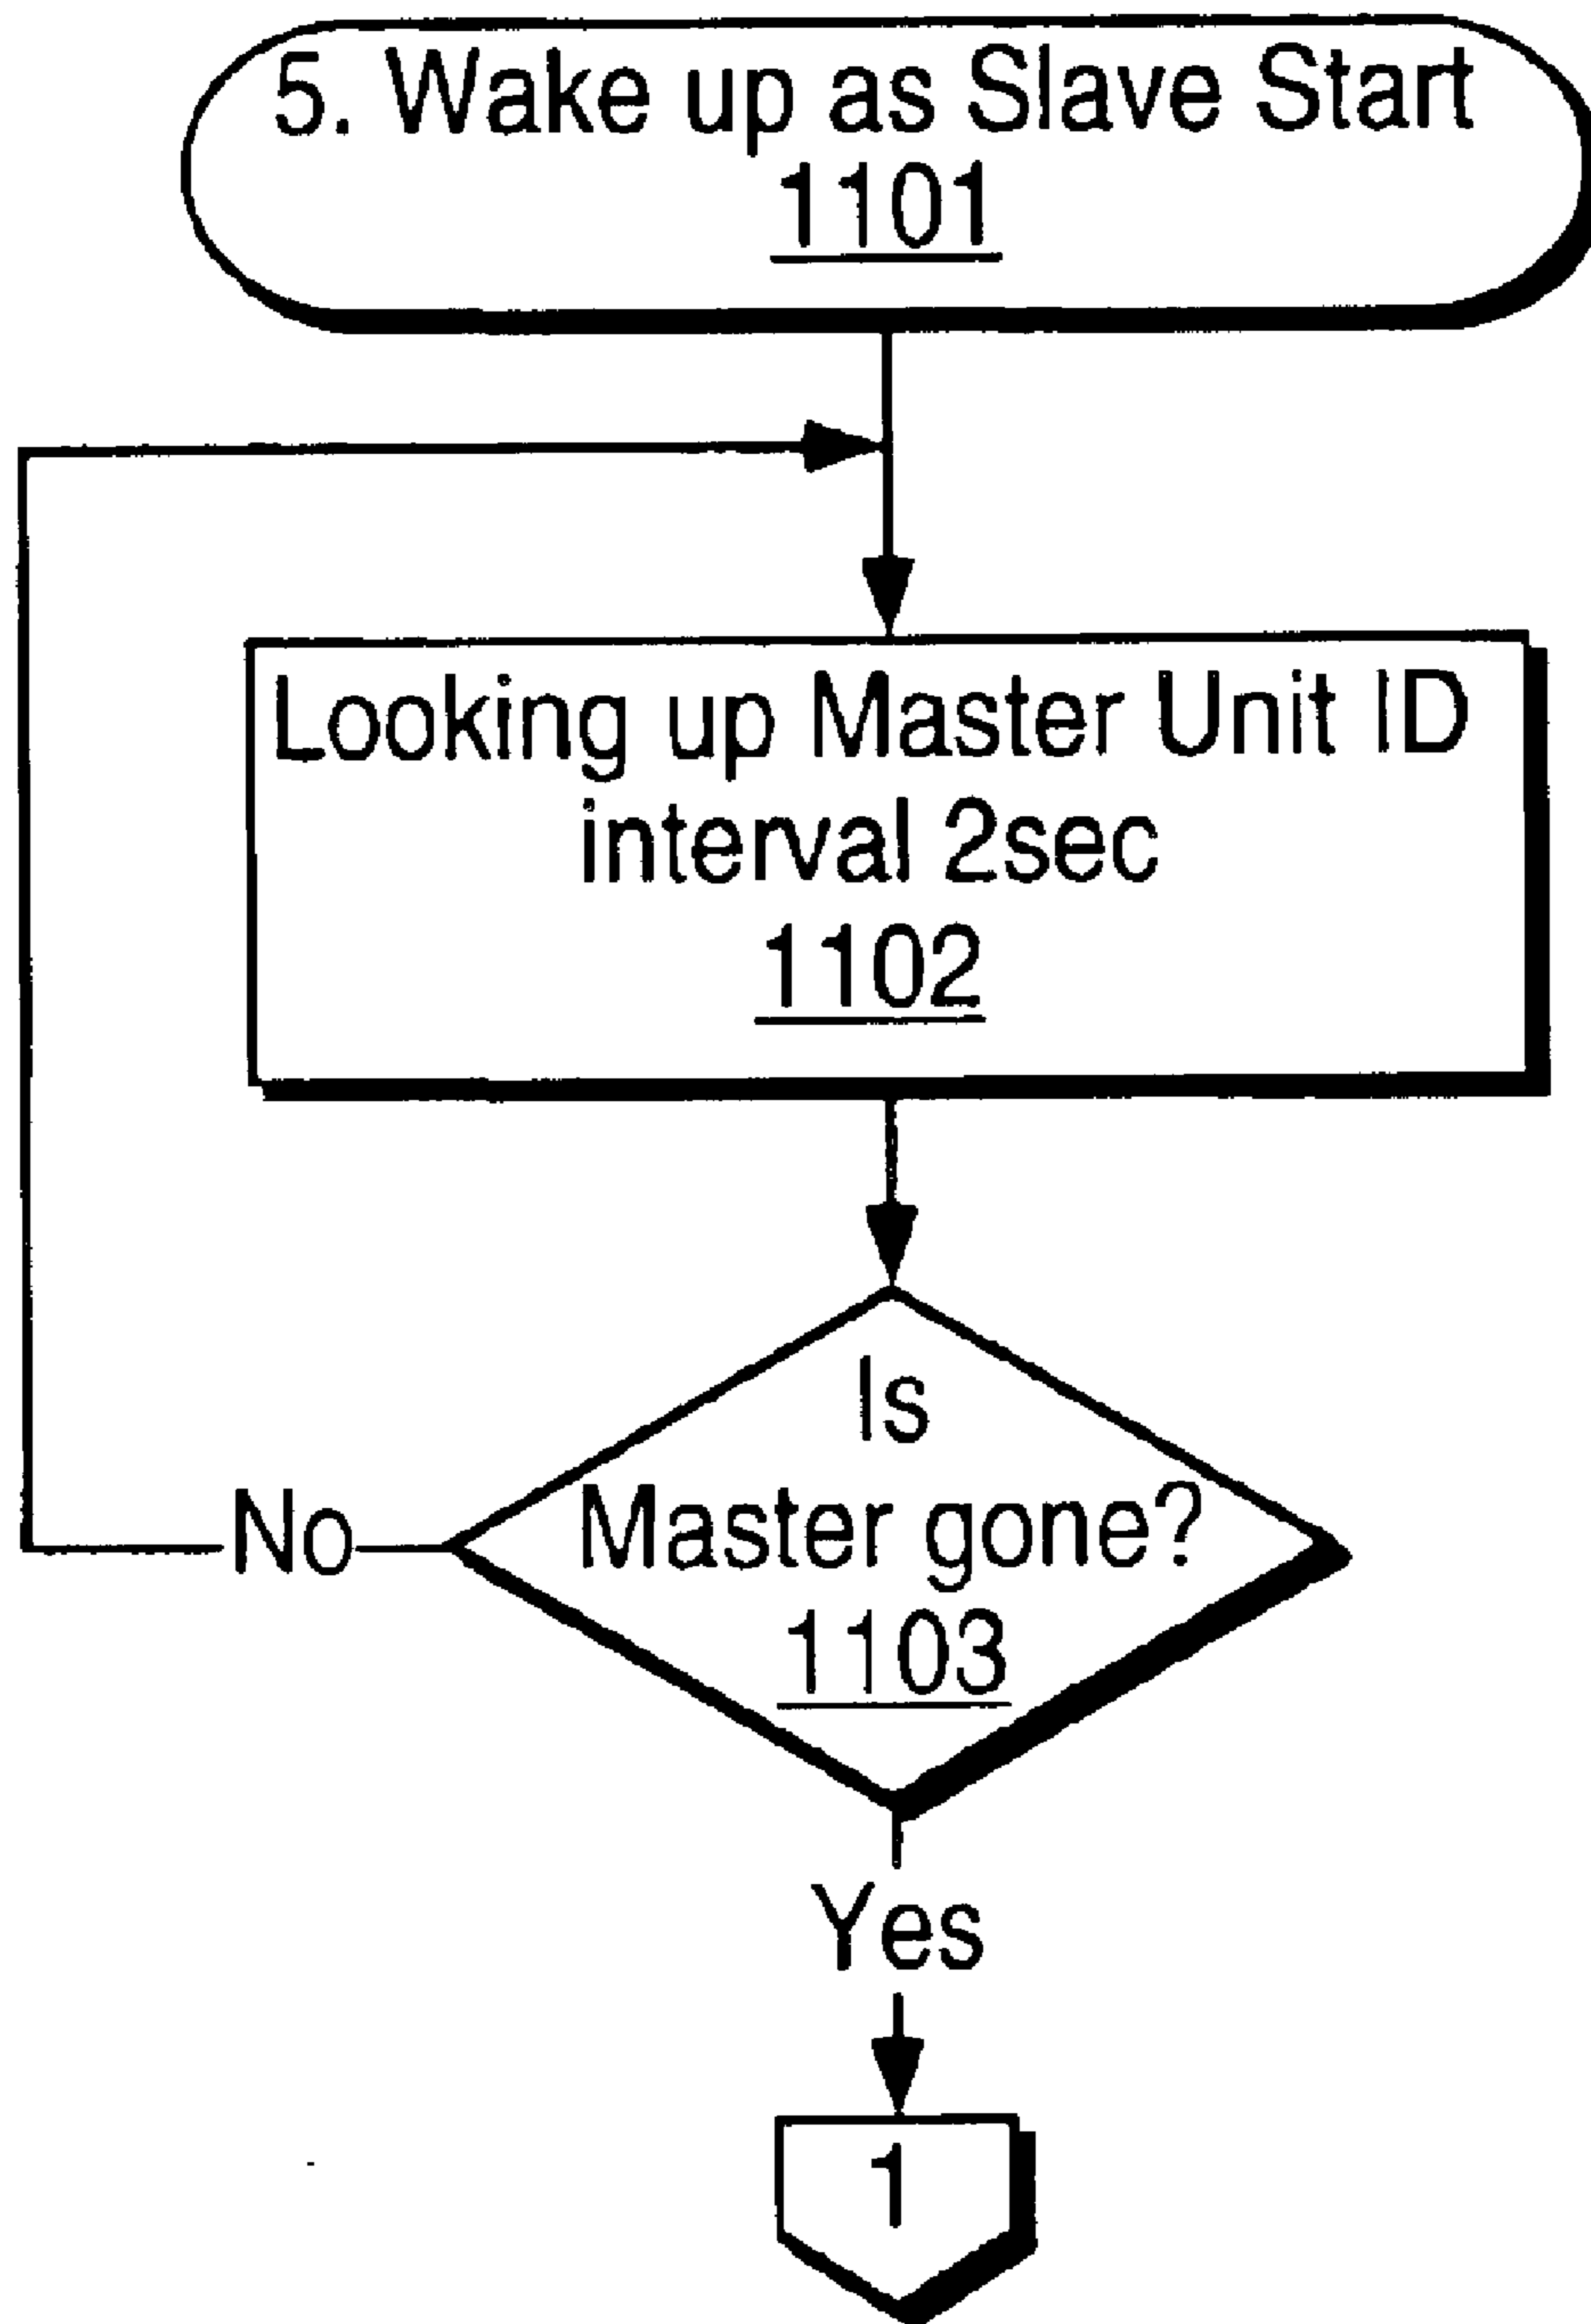 5. Wake up as Slave Start
1101
Looking up Master Unit ID
interval 2sec
1102
Is
Master gone?
1103
No
Yes
1